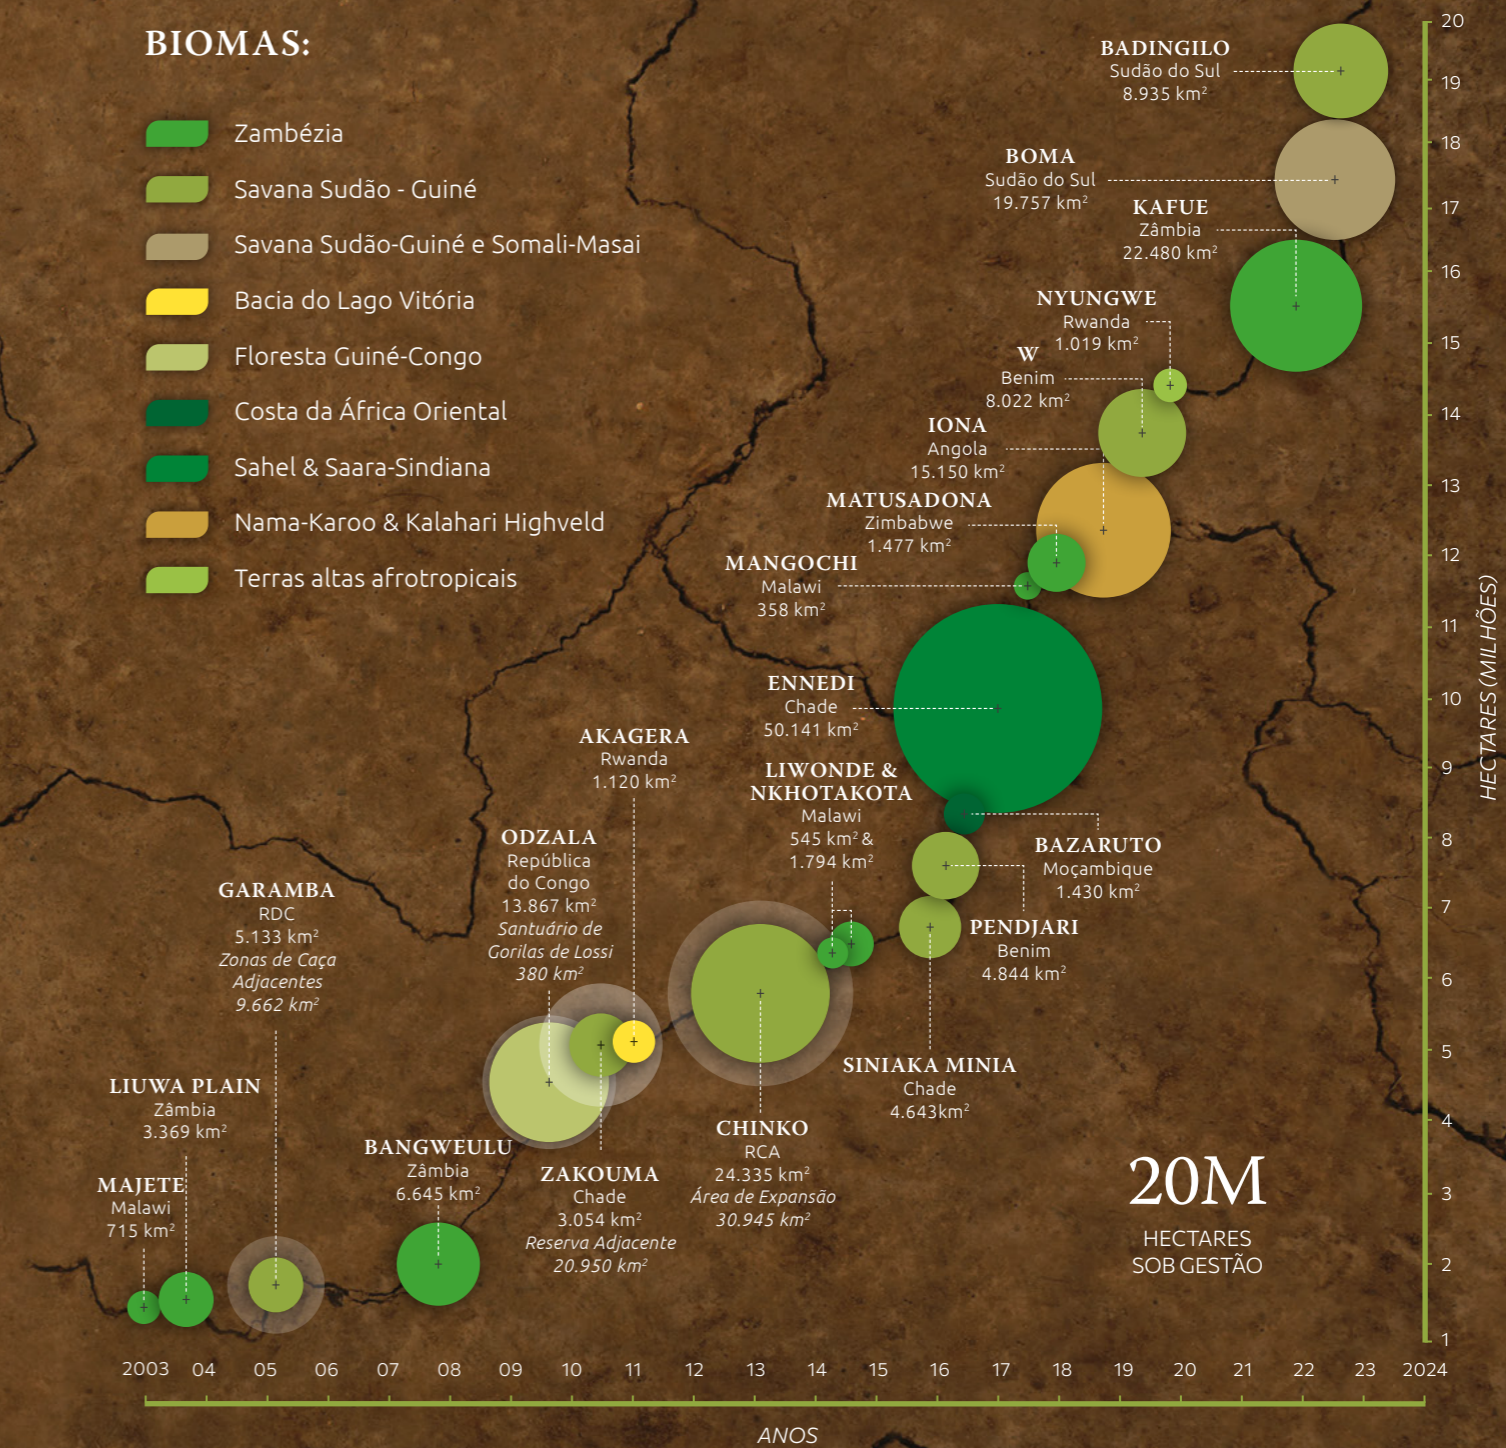 BIOMAS:
Zambézia
Savana Sudão - Guiné
Savana Sudão-Guiné e Somali-Masai
Bacia do Lago Vitória
Floresta Guiné-Congo
Costa da África Oriental
Sahel & Saara-Sindiana
Nama-Karoo & Kalahari Highveld
Terras altas afrotropicais
BADINGILO
Sudão do Sul
8.935 km²
BOMA
Sudão do Sul
19.757 km²
KAFUE
Zâmbia
22.480 km²
NYUNGWE
Rwanda
1.019 km²
W
Benim
8.022 km²
IONA
Angola
15.150 km²
MATUSADONA
Zimbabwe
1.477 km²
MANGOCHI
Malawi
358 km²
ENNEDI
Chade
50.141 km²
LIWONDE &
NKHOTAKOTA
Malawi
545 km² &
1.794 km²
BAZARUTO
Moçambique
1.430 km²
PENDJARI
Benim
4.844 km²
SINIAKA MINIA
Chade
4.643km²
AKAGERA
Rwanda
1.120 km²
ODZALA
República
do Congo
13.867 km²
Santuário de
Gorilas de Lossi
380 km²
GARAMBA
RDC
5.133 km²
Zonas de Caça
Adjacentes
9.662 km²
LIUWA PLAIN
Zâmbia
3.369 km²
MAJETE
Malawi
715 km²
BANGWEULU
Zâmbia
6.645 km²
ZAKOUMA
Chade
3.054 km²
Reserva Adjacente
20.950 km²
CHINKO
RCA
24.335 km²
Área de Expansão
30.945 km²
20M
HECTARES
SOB GESTÃO
20
19
18
17
16
15
14
13
12
11
10
9
8
7
6
5
4
3
2
1
HECTARES (MILHÕES)
2003 04 05 06 07 08 09 10 11 12 13 14 15 16 17 18 19 20 21 22 23 2024
ANOS